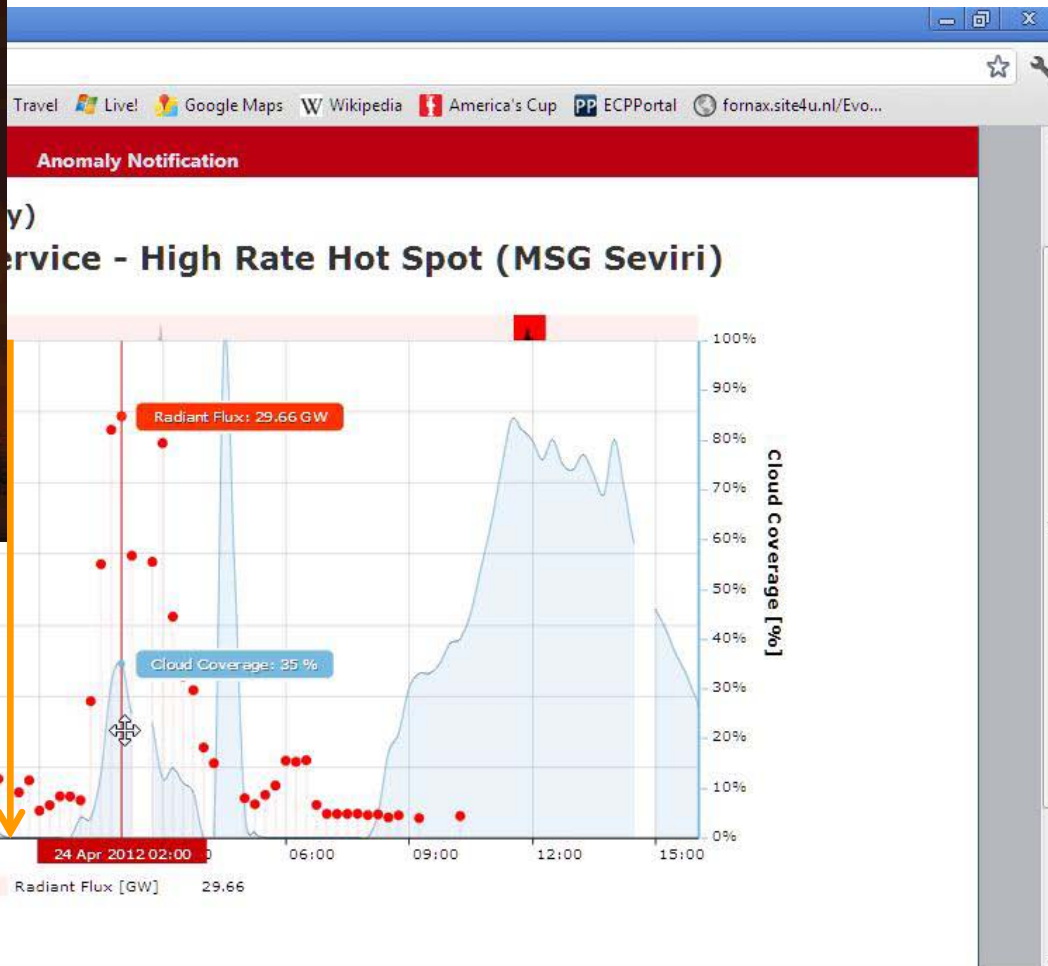 Travel Live! Google Maps Wikipedia America's Cup ECPPortal fornax.site4u.nl/Evo...
Anomaly Notification
y)
ervice - High Rate Hot Spot (MSG Seviri)
100%
90%
80%
70%
60%
50%
40%
30%
20%
10%
0%
Cloud Coverage [%]
Radiant Flux: 29.66 GW
Cloud Coverage: 35 %
24 Apr 2012 02:00
06:00
09:00
12:00
15:00
Radiant Flux [GW] 29.66